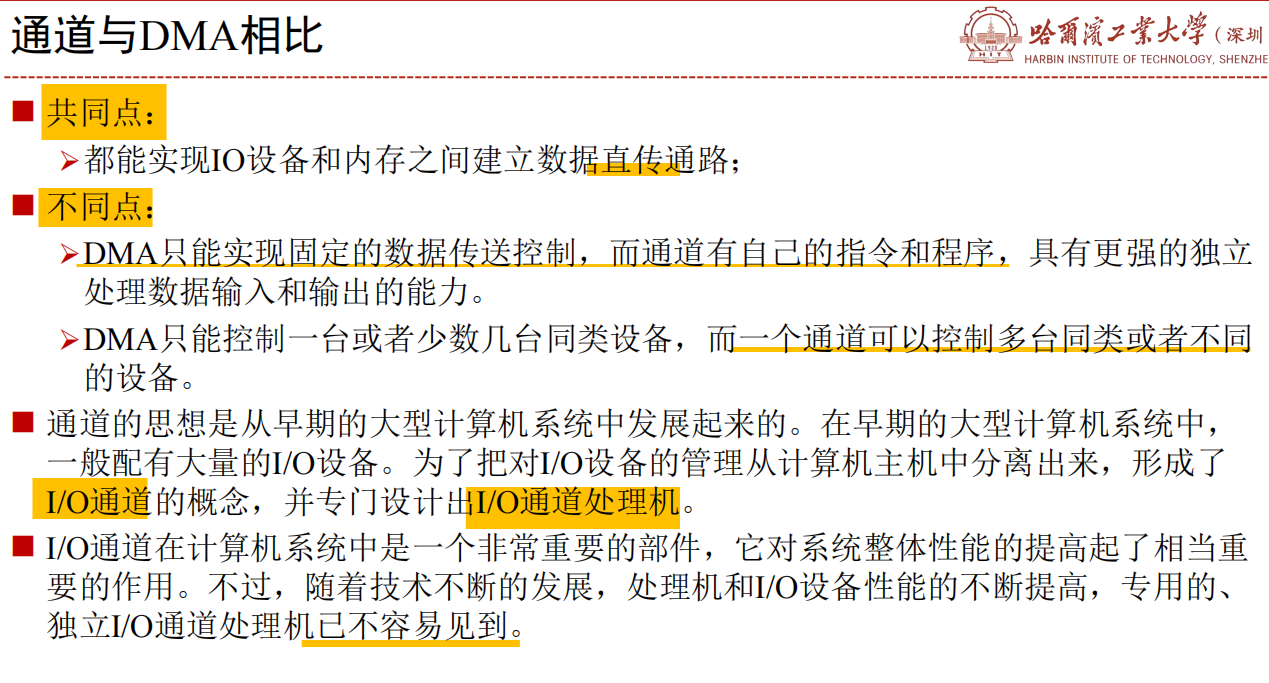 通道与DMA相比
哈爾濱工業大學(深圳
HARBIN INSTITUTE OF TECHNOLOGY, SHENZHE
1920
HIT
共同点：
都能实现IO设备和内存之间建立数据直传通路；
不同点：
DMA只能实现固定的数据传送控制，而通道有自己的指令和程序，具有更强的独立
处理数据输入和输出的能力。
DMA只能控制一台或者少数几台同类设备，而一个通道可以控制多台同类或者不同
的设备。
通道的思想是从早期的大型计算机系统中发展起来的。在早期的大型计算机系统中，
一般配有大量的I/O设备。为了把对I/O设备的管理从计算机主机中分离出来，形成了
I/O通道的概念，并专门设计出I/O通道处理机。
I/O通道在计算机系统中是一个非常重要的部件，它对系统整体性能的提高起了相当重
要的作用。不过，随着技术不断的发展，处理机和I/O设备性能的不断提高，专用的、
独立I/O通道处理机已不容易见到。